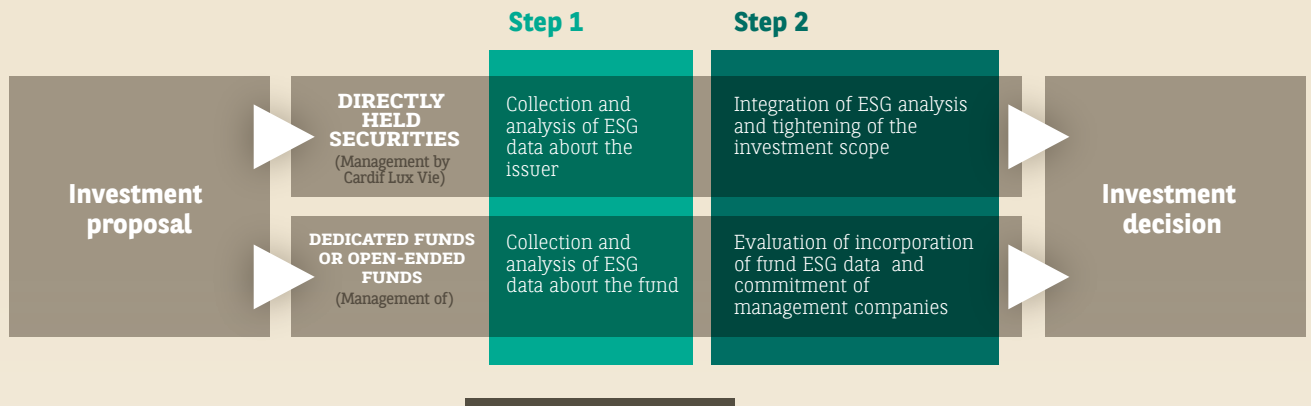 Step 1
Step 2
Investment
proposal
DIRECTLY
HELD
SECURITIES
(Management by
Cardif Lux Vie)
Collection and
analysis of ESG
data about the
issuer
Integration of ESG analysis
and tightening of the
investment scope
DEDICATED FUNDS
OR OPEN-ENDED
FUNDS
(Management of)
Collection and
analysis of ESG
data about the fund
Evaluation of incorporation
of fund ESG data and
commitment of
management companies
Investment
decision